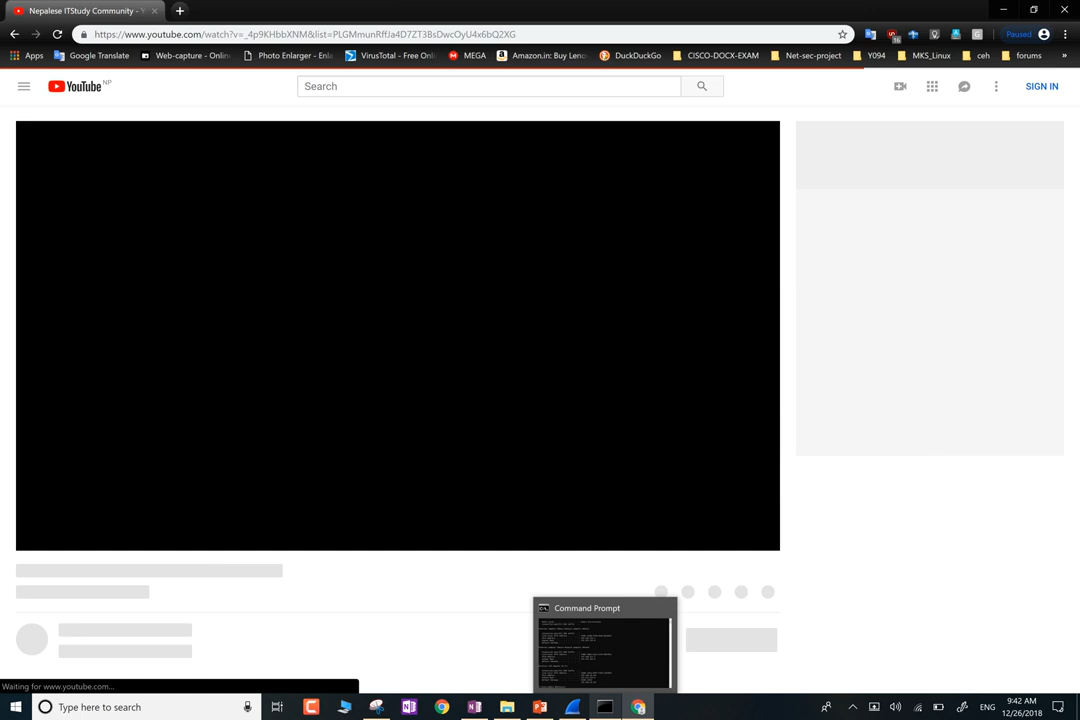 Nepalese ITStudy Community - Y
https://www.youtube.com/watch?v=_4p9KHbbXNM&list=PLGMmunRffJa4D7ZT3BsDwcOyU4x6bQ2XG
Paused
Apps
Google Translate
Web-capture - Onlin
Photo Enlarger - Enla
VirusTotal - Free Onl
MEGA
Amazon.in: Buy Leno
DuckDuckGo
CISCO-DOCX-EXAM
Net-sec-project
Y094
MKS_Linux
ceh
forums
»
YouTube NP
Search
SIGN IN
Command Prompt
Waiting for www.youtube.com...
Type here to search
ENG
9:42 AM
12/26/2018